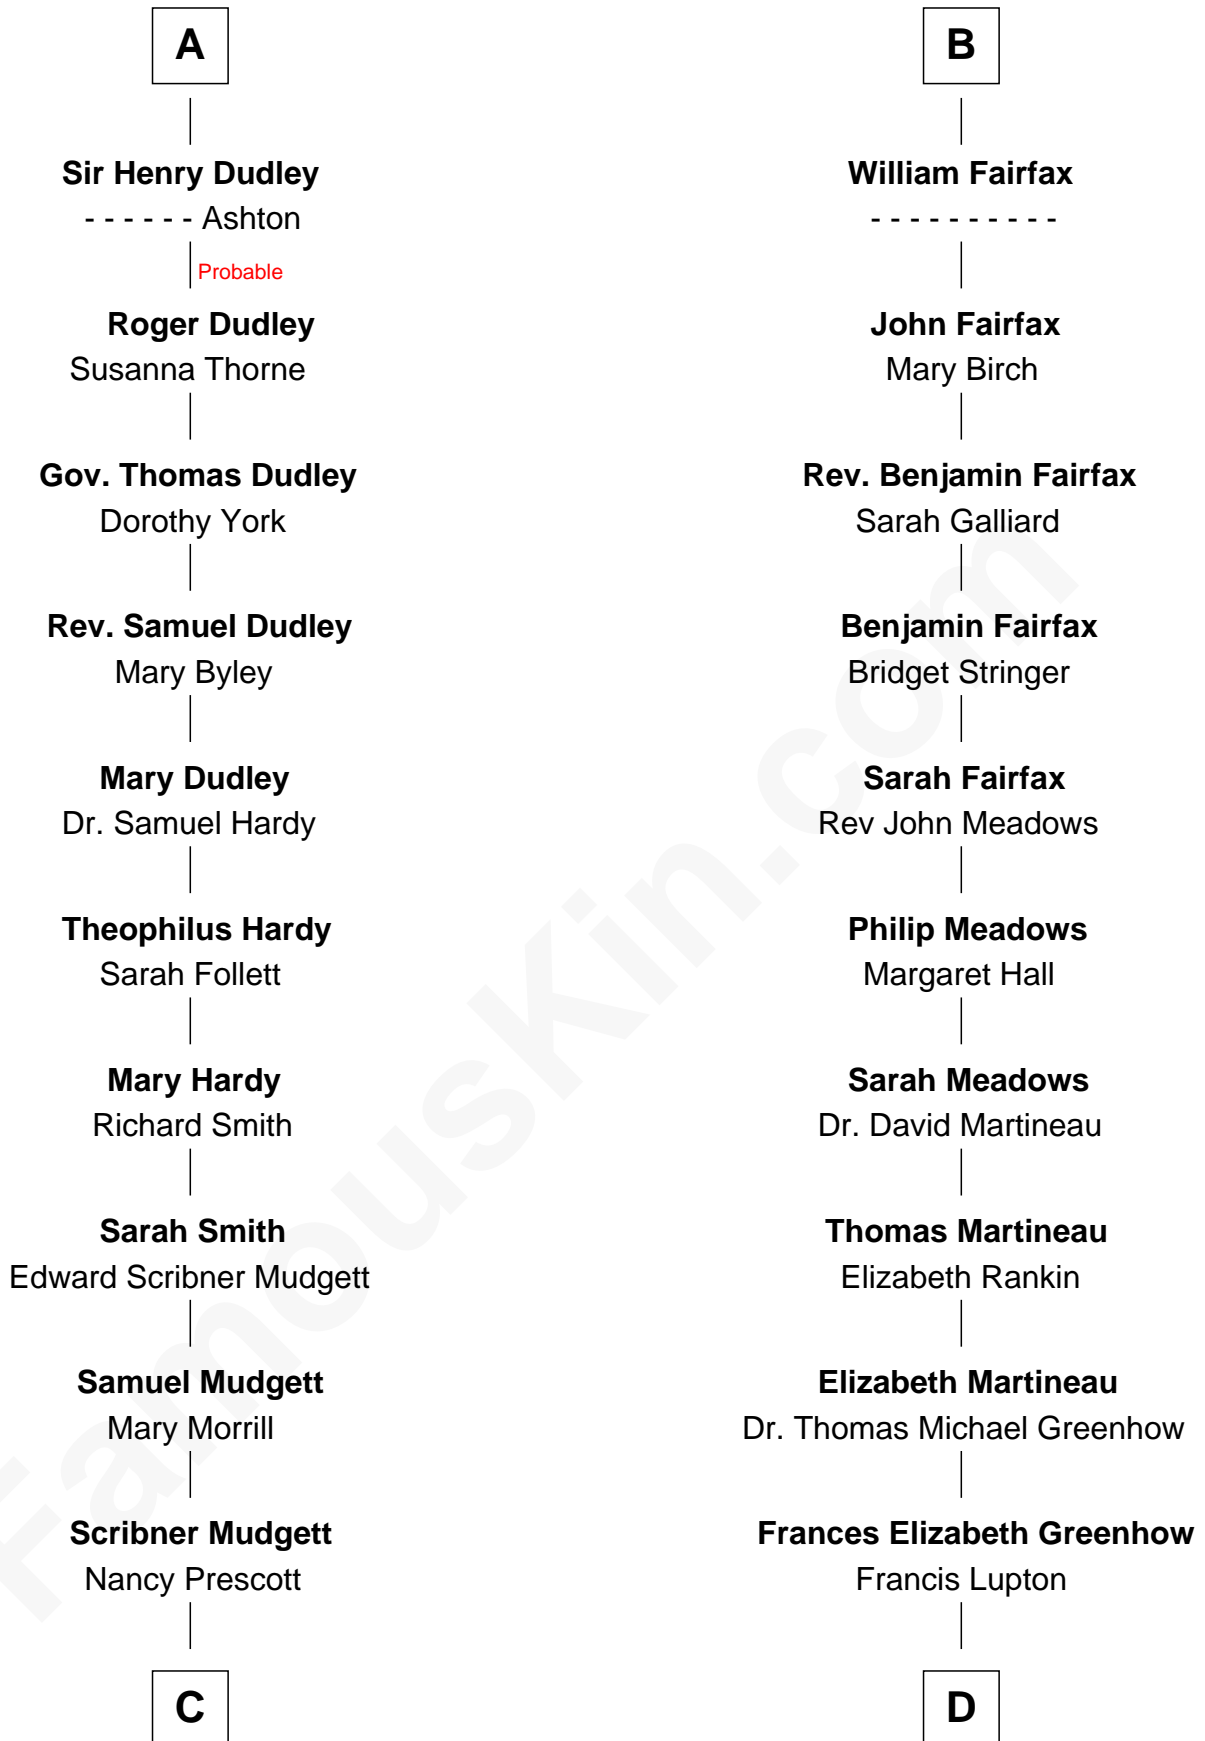 A
Sir Henry Dudley
- - - - - - Ashton
Probable
Roger Dudley
Susanna Thorne
Gov. Thomas Dudley
Dorothy York
Rev. Samuel Dudley
Mary Byley
Mary Dudley
Dr. Samuel Hardy
Theophilus Hardy
Sarah Follett
Mary Hardy
Richard Smith
Sarah Smith
Edward Scribner Mudgett
Samuel Mudgett
Mary Morrill
Scribner Mudgett
Nancy Prescott
C
B
William Fairfax
- - - - - - - - - -
John Fairfax
Mary Birch
Rev. Benjamin Fairfax
Sarah Galliard
Benjamin Fairfax
Bridget Stringer
Sarah Fairfax
Rev John Meadows
Philip Meadows
Margaret Hall
Sarah Meadows
Dr. David Martineau
Thomas Martineau
Elizabeth Rankin
Elizabeth Martineau
Dr. Thomas Michael Greenhow
Frances Elizabeth Greenhow
Francis Lupton
D
FamousKin.com